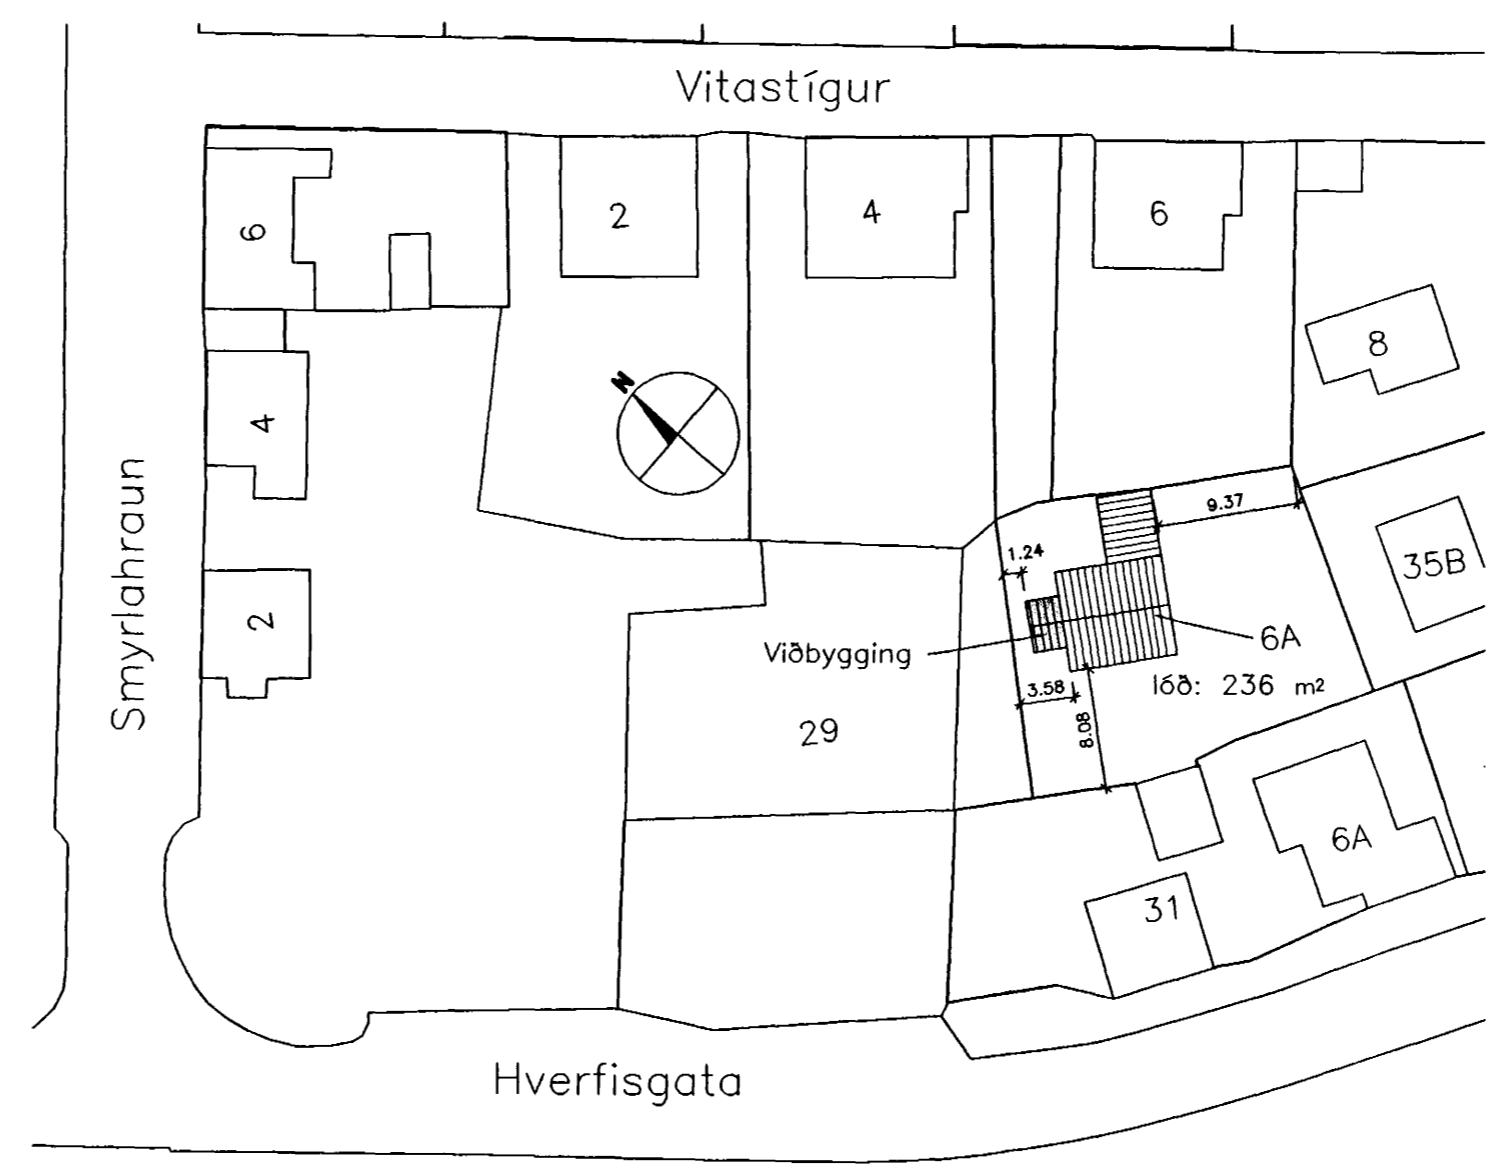 Vitastígur
6
2
4
6
8
4
N
Smyrlahraun
2
9.37
1.24
35B
Viðbygging
6A
3.58
lóð: 236 m²
8.08
29
6A
31
Hverfisgata